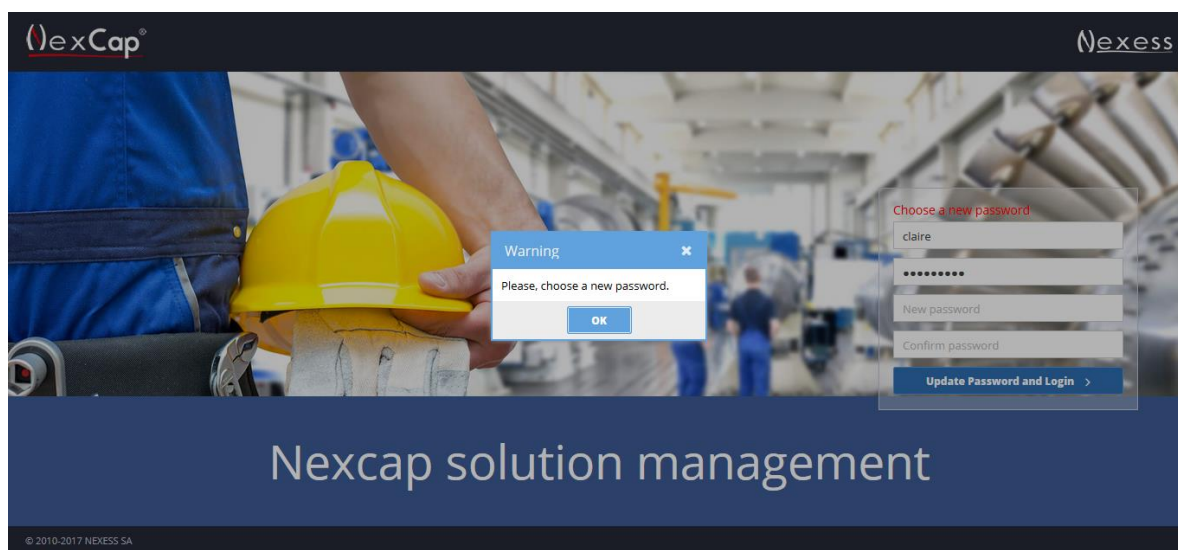 NexCap®
Nexess
Choose a new password
claire
Warning
Please, choose a new password.
OK
New password
Confirm password
Update Password and Login
Nexcap solution management
© 2010-2017 NEXESS SA